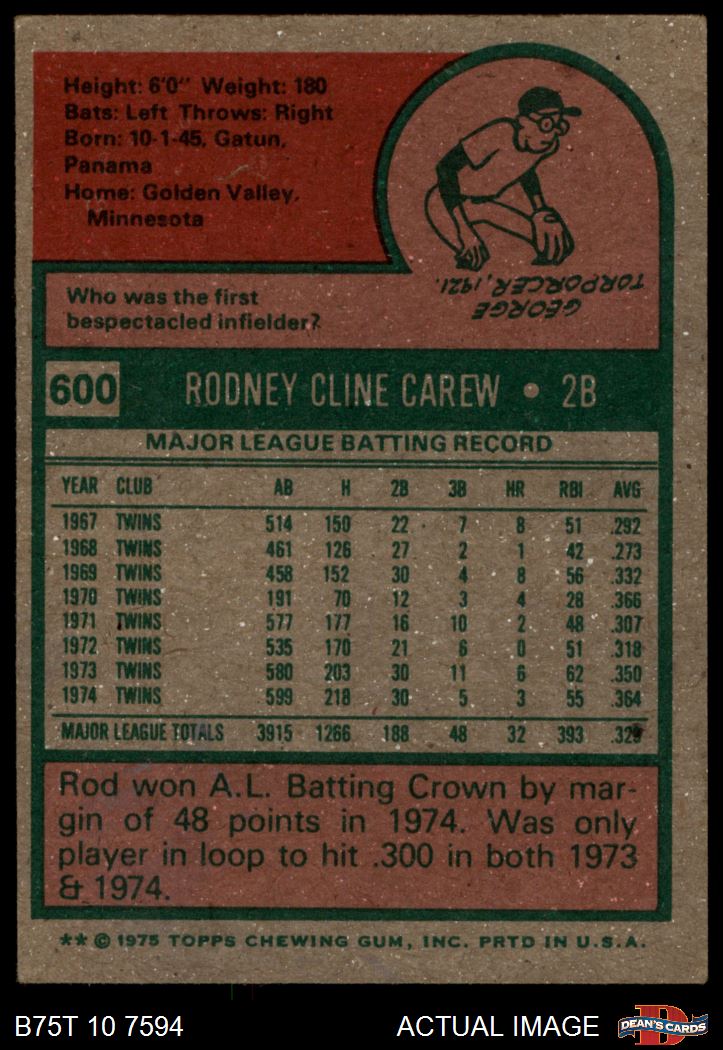 Height: 6'0" Weight: 180
Bats: Left Throws: Right
Born: 10-1-45, Gatun,
Panama
Home: Golden Valley,
Minnesota
GEORGE
TORPORCER, 1921.
Who was the first
bespectacled infielder?
600 RODNEY CLINE CAREW • 2B
MAJOR LEAGUE BATTING RECORD
YEAR CLUB AB H 2B 3B HR RBI AVG
1967 TWINS 514 150 22 7 8 51 .292
1968 TWINS 461 126 27 2 1 42 .273
1969 TWINS 458 152 30 4 8 56 .332
1970 TWINS 191 70 12 3 4 28 .366
1971 TWINS 577 177 16 10 2 48 .307
1972 TWINS 535 170 21 6 0 51 .318
1973 TWINS 580 203 30 11 6 62 .350
1974 TWINS 599 218 30 5 3 55 .364
MAJOR LEAGUE TOTALS 3915 1266 188 48 32 393 .329
Rod won A.L. Batting Crown by mar-
gin of 48 points in 1974. Was only
player in loop to hit .300 in both 1973
& 1974.
** © 1975 TOPPS CHEWING GUM, INC. PRTD IN U.S.A.
B75T 10 7594 ACTUAL IMAGE
DEAN'S CARDS